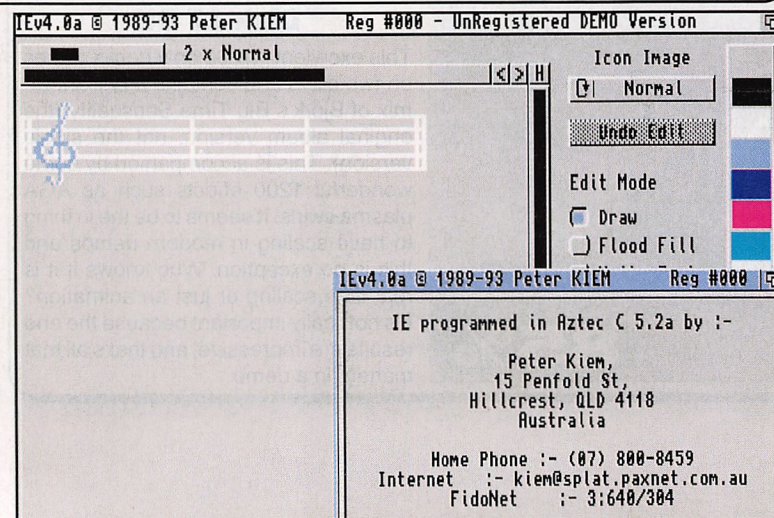 IEv4.0a © 1989-93 Peter KIEM Reg #000 - UnRegistered DEMO Version
2 x Normal
< > H
Icon Image
Normal
Undo Edit
Edit Mode
Draw
Flood Fill
IEv4.0a © 1989-93 Peter KIEM Reg #000
IE programmed in Aztec C 5.2a by :-
Peter Kiem,
15 Penfold St,
Hillcrest, QLD 4118
Australia
Home Phone :- (07) 800-8459
Internet :- kiem@splat.paxnet.com.au
FidoNet :- 3:640/304